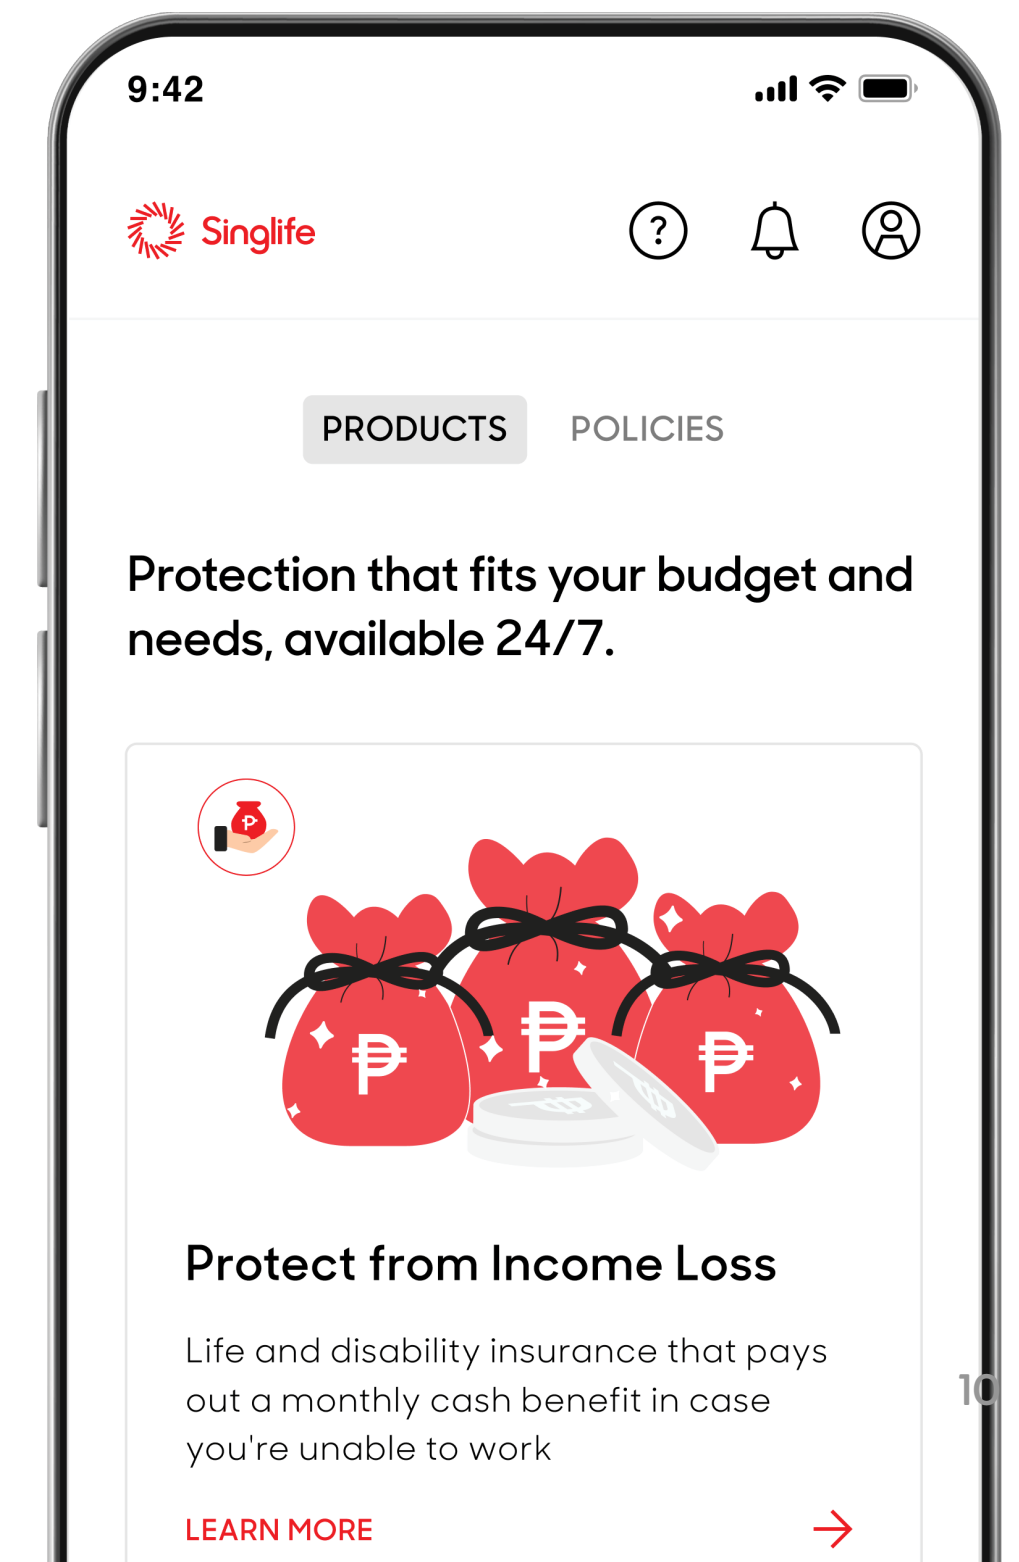 9:42
Singlife
?
PRODUCTS POLICIES
Protection that fits your budget and
needs, available 24/7.
₱
₱ ₱ ₱
Protect from Income Loss
Life and disability insurance that pays
out a monthly cash benefit in case
you're unable to work
10
LEARN MORE